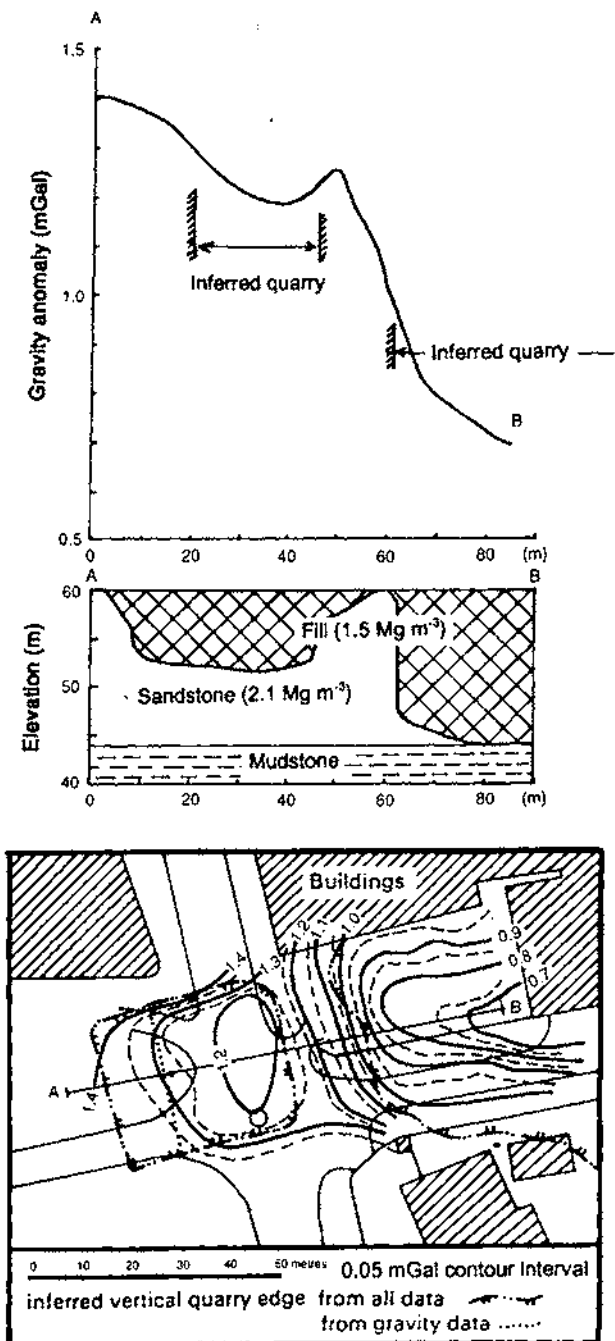 A
1.5
Gravity anomaly (mGal)
Inferred quarry
1.0
Inferred quarry
B
0.5
0 20 40 60 80 (m)
A B
60
Fill (1.5 Mg m⁻³)
Elevation (m)
50
Sandstone (2.1 Mg m⁻³)
Mudstone
40
0 20 40 60 80 (m)
Buildings
1.4 1.3 1.2 1.1 1.0
0.9
0.8
0.7
1.2
B
A
1.4
0 10 20 30 40 50 metres 0.05 mGal contour Interval
inferred vertical quarry edge from all data
from gravity data